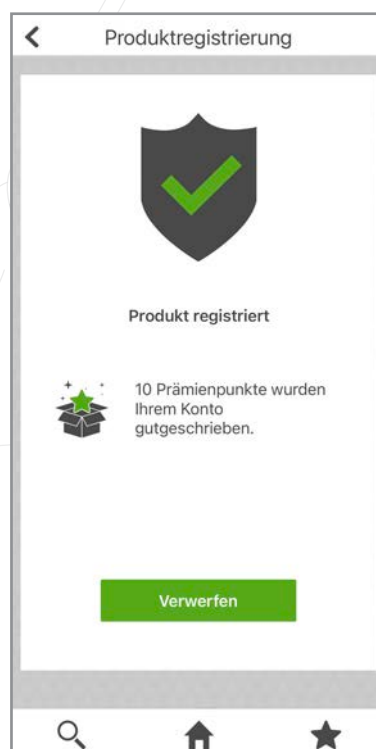 Produktregistrierung
Produkt registriert
10 Prämienpunkte wurden
Ihrem Konto
gutgeschrieben.
Verwerfen